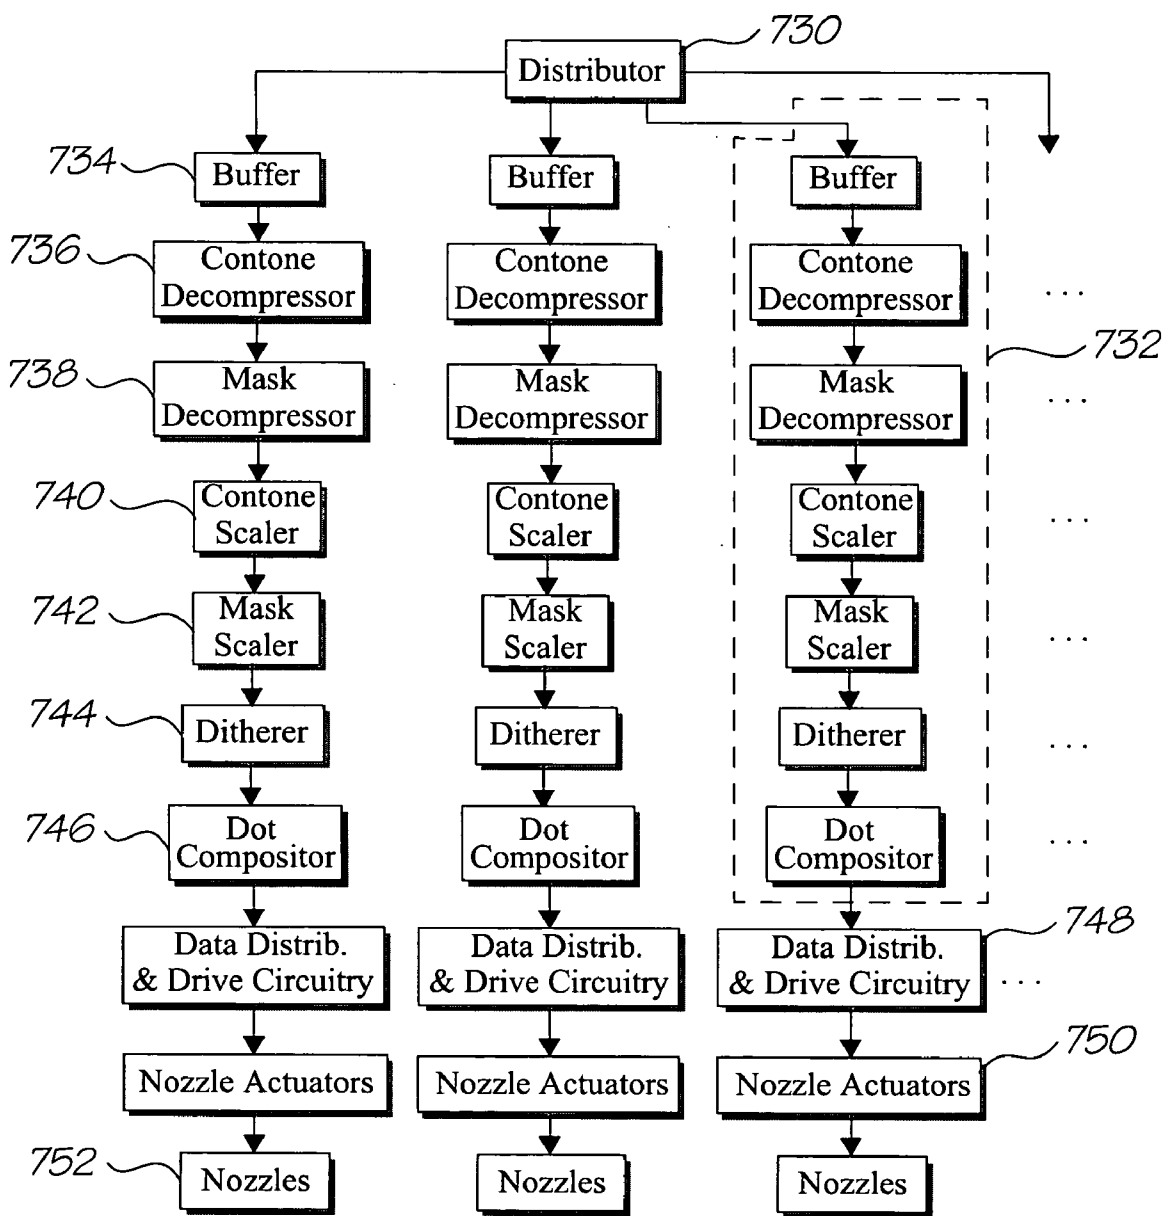 730
Distributor
734
Buffer
Buffer
Buffer
736
Contone
Decompressor
Contone
Decompressor
Contone
Decompressor
...
732
738
Mask
Decompressor
Mask
Decompressor
Mask
Decompressor
...
740
Contone
Scaler
Contone
Scaler
Contone
Scaler
...
742
Mask
Scaler
Mask
Scaler
Mask
Scaler
...
744
Ditherer
Ditherer
Ditherer
...
746
Dot
Compositor
Dot
Compositor
Dot
Compositor
...
748
Data Distrib.
& Drive Circuitry
Data Distrib.
& Drive Circuitry
Data Distrib.
& Drive Circuitry
...
750
Nozzle Actuators
Nozzle Actuators
Nozzle Actuators
752
Nozzles
Nozzles
Nozzles